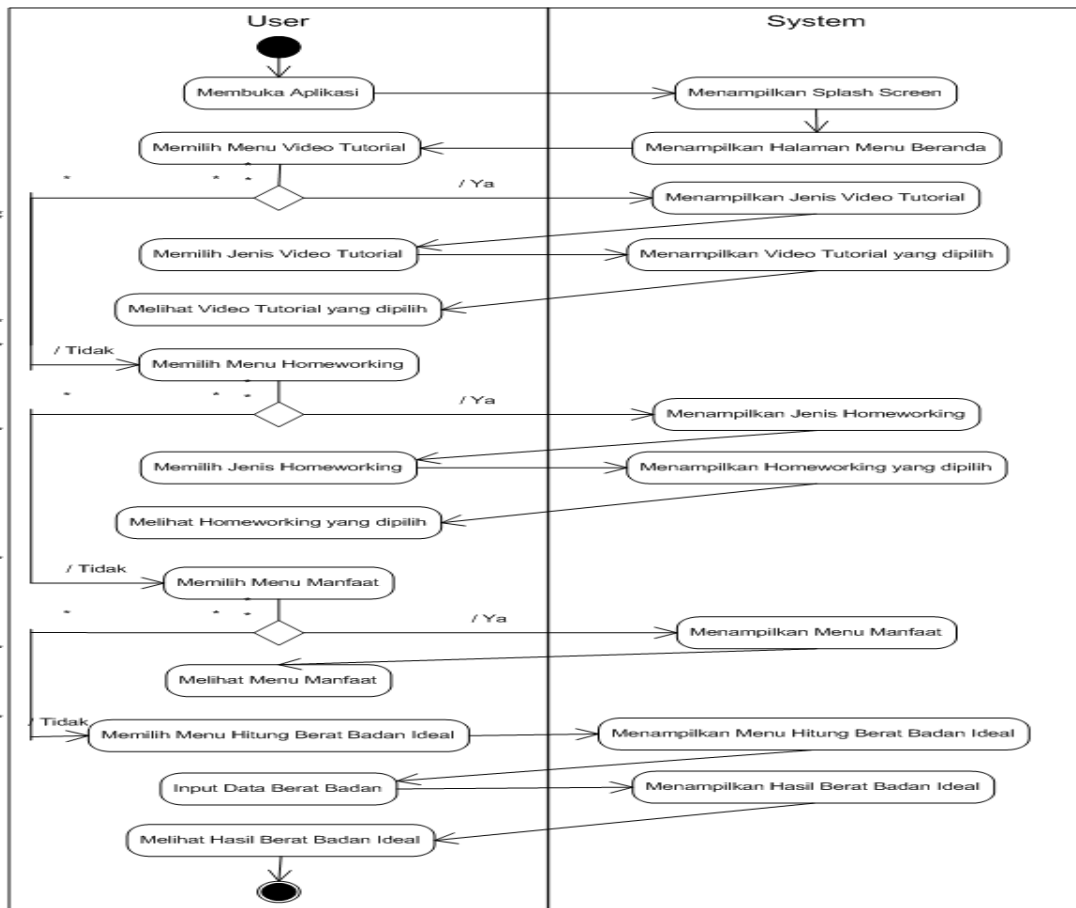 User
System
Membuka Aplikasi
Menampilkan Splash Screen
Memilih Menu Video Tutorial
Menampilkan Halaman Menu Beranda
/ Ya
Menampilkan Jenis Video Tutorial
Memilih Jenis Video Tutorial
Menampilkan Video Tutorial yang dipilih
Melihat Video Tutorial yang dipilih
/ Tidak
Memilih Menu Homeworking
/ Ya
Menampilkan Jenis Homeworking
Memilih Jenis Homeworking
Menampilkan Homeworking yang dipilih
Melihat Homeworking yang dipilih
/ Tidak
Memilih Menu Manfaat
/ Ya
Menampilkan Menu Manfaat
Melihat Menu Manfaat
/ Tidak
Memilih Menu Hitung Berat Badan Ideal
Menampilkan Menu Hitung Berat Badan Ideal
Input Data Berat Badan
Menampilkan Hasil Berat Badan Ideal
Melihat Hasil Berat Badan Ideal